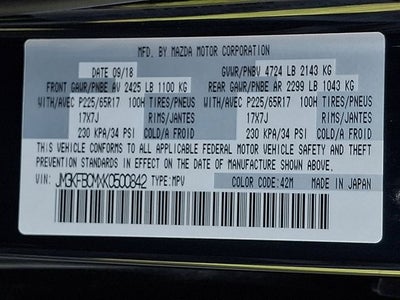 MFD. BY MAZDA MOTOR CORPORATION
DATE 09/18 GVWR/PNBV 4724 LB 2143 KG
FRONT GAWR/PNBE AV 2425 LB 1100 KG REAR GAWR/PNBE AR 2299 LB 1043 KG
WITH/AVEC P225/65R17 100H TIRES/PNEUS WITH/AVEC P225/65R17 100H TIRES/PNEUS
17X7J RIMS/JANTES 17X7J RIMS/JANTES
230 KPA/34 PSI COLD/A FROID 230 KPA/34 PSI COLD/A FROID
THIS VEHICLE CONFORMS TO ALL APPLICABLE FEDERAL MOTOR VEHICLE SAFETY AND THEFT
PREVENTION STANDARDS IN EFFECT ON THE DATE OF MANUFACTURE SHOWN ABOVE.
VIN: JM3KFBCMXK0500842 TYPE:MPV COLOR CODE:42M MADE IN JAPAN